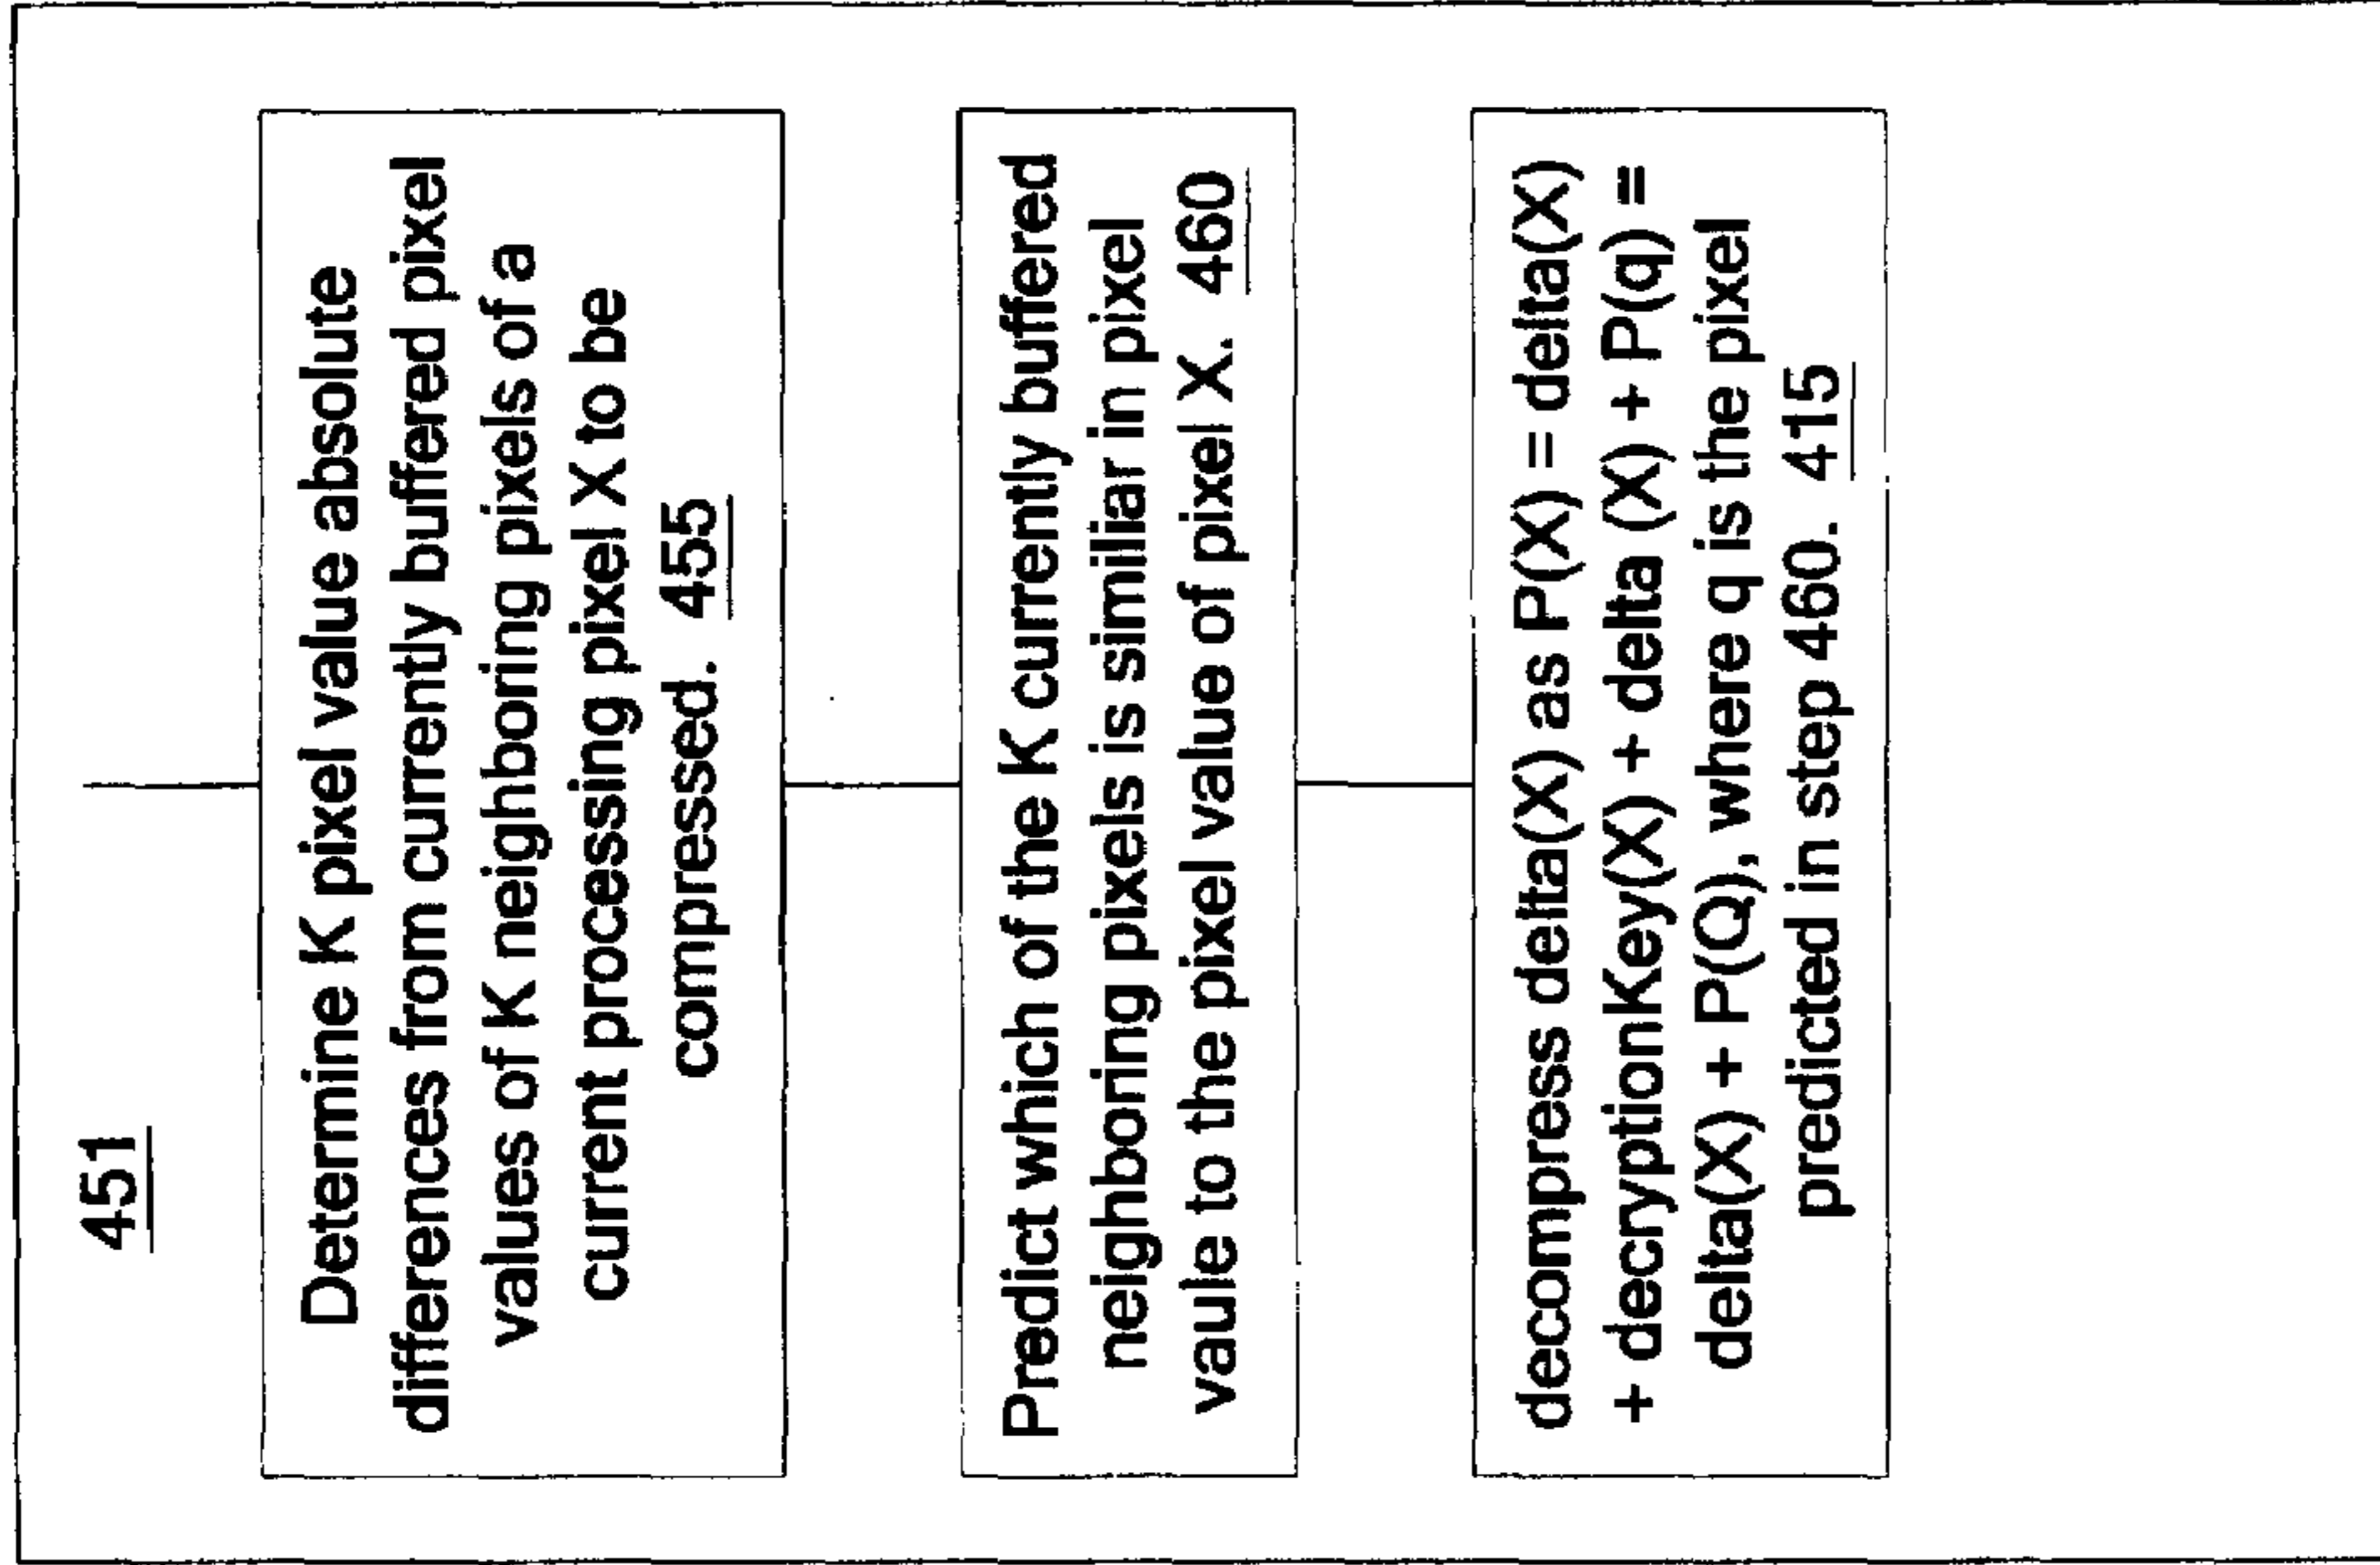 451
Determine K pixel value absolute
differences from currently buffered pixel
values of K neighboring pixels of a
current processing pixel X to be
compressed. 455
Predict which of the K currently buffered
neighboring pixels is similiar in pixel
vaule to the pixel value of pixel X. 460
decompress delta(X) as P(X) = delta(X)
+ decryptionKey(X) + delta (X) + P(q) =
delta(X) + P(Q), where q is the pixel
predicted in step 460. 415